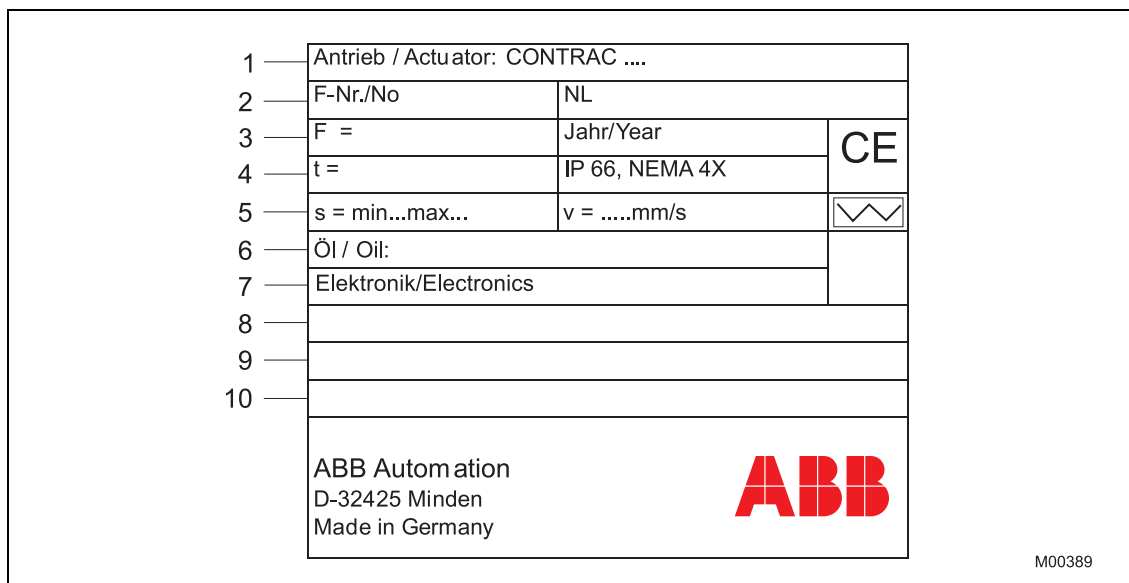 1 Antrieb / Actuator: CONTRAC ....
2 F-Nr./No NL
3 F = Jahr/Year CE
4 t = IP 66, NEMA 4X
5 s = min...max... v = .....mm/s
6 Öl / Oil:
7 Elektronik/Electronics
8
9
10
ABB Automation
D-32425 Minden
Made in Germany
ABB
M00389